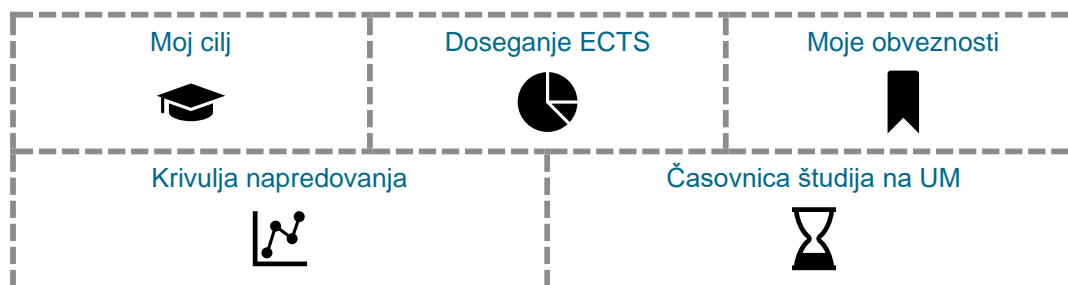 Moj cilj
Doseganje ECTS
Moje obveznosti
Krivulja napredovanja
Časovnica študija na UM